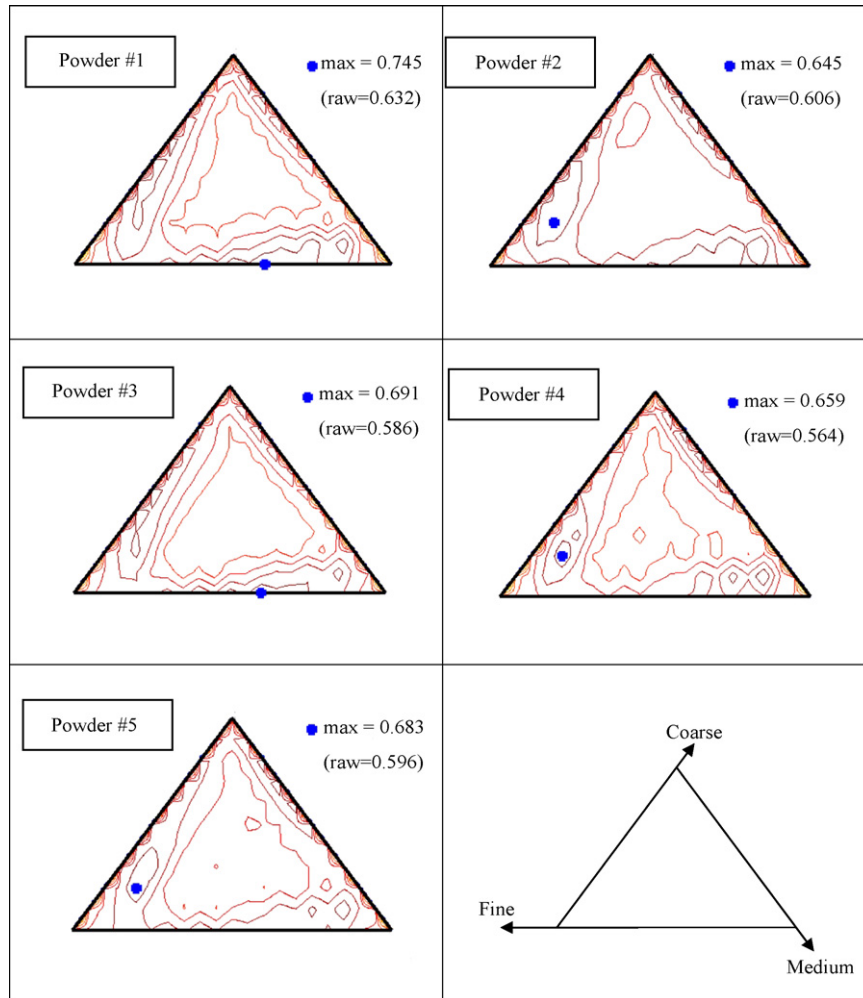 Powder #1
max = 0.745
(raw=0.632)
Powder #2
max = 0.645
(raw=0.606)
Powder #3
max = 0.691
(raw=0.586)
Powder #4
max = 0.659
(raw=0.564)
Powder #5
max = 0.683
(raw=0.596)
Coarse
Fine
Medium